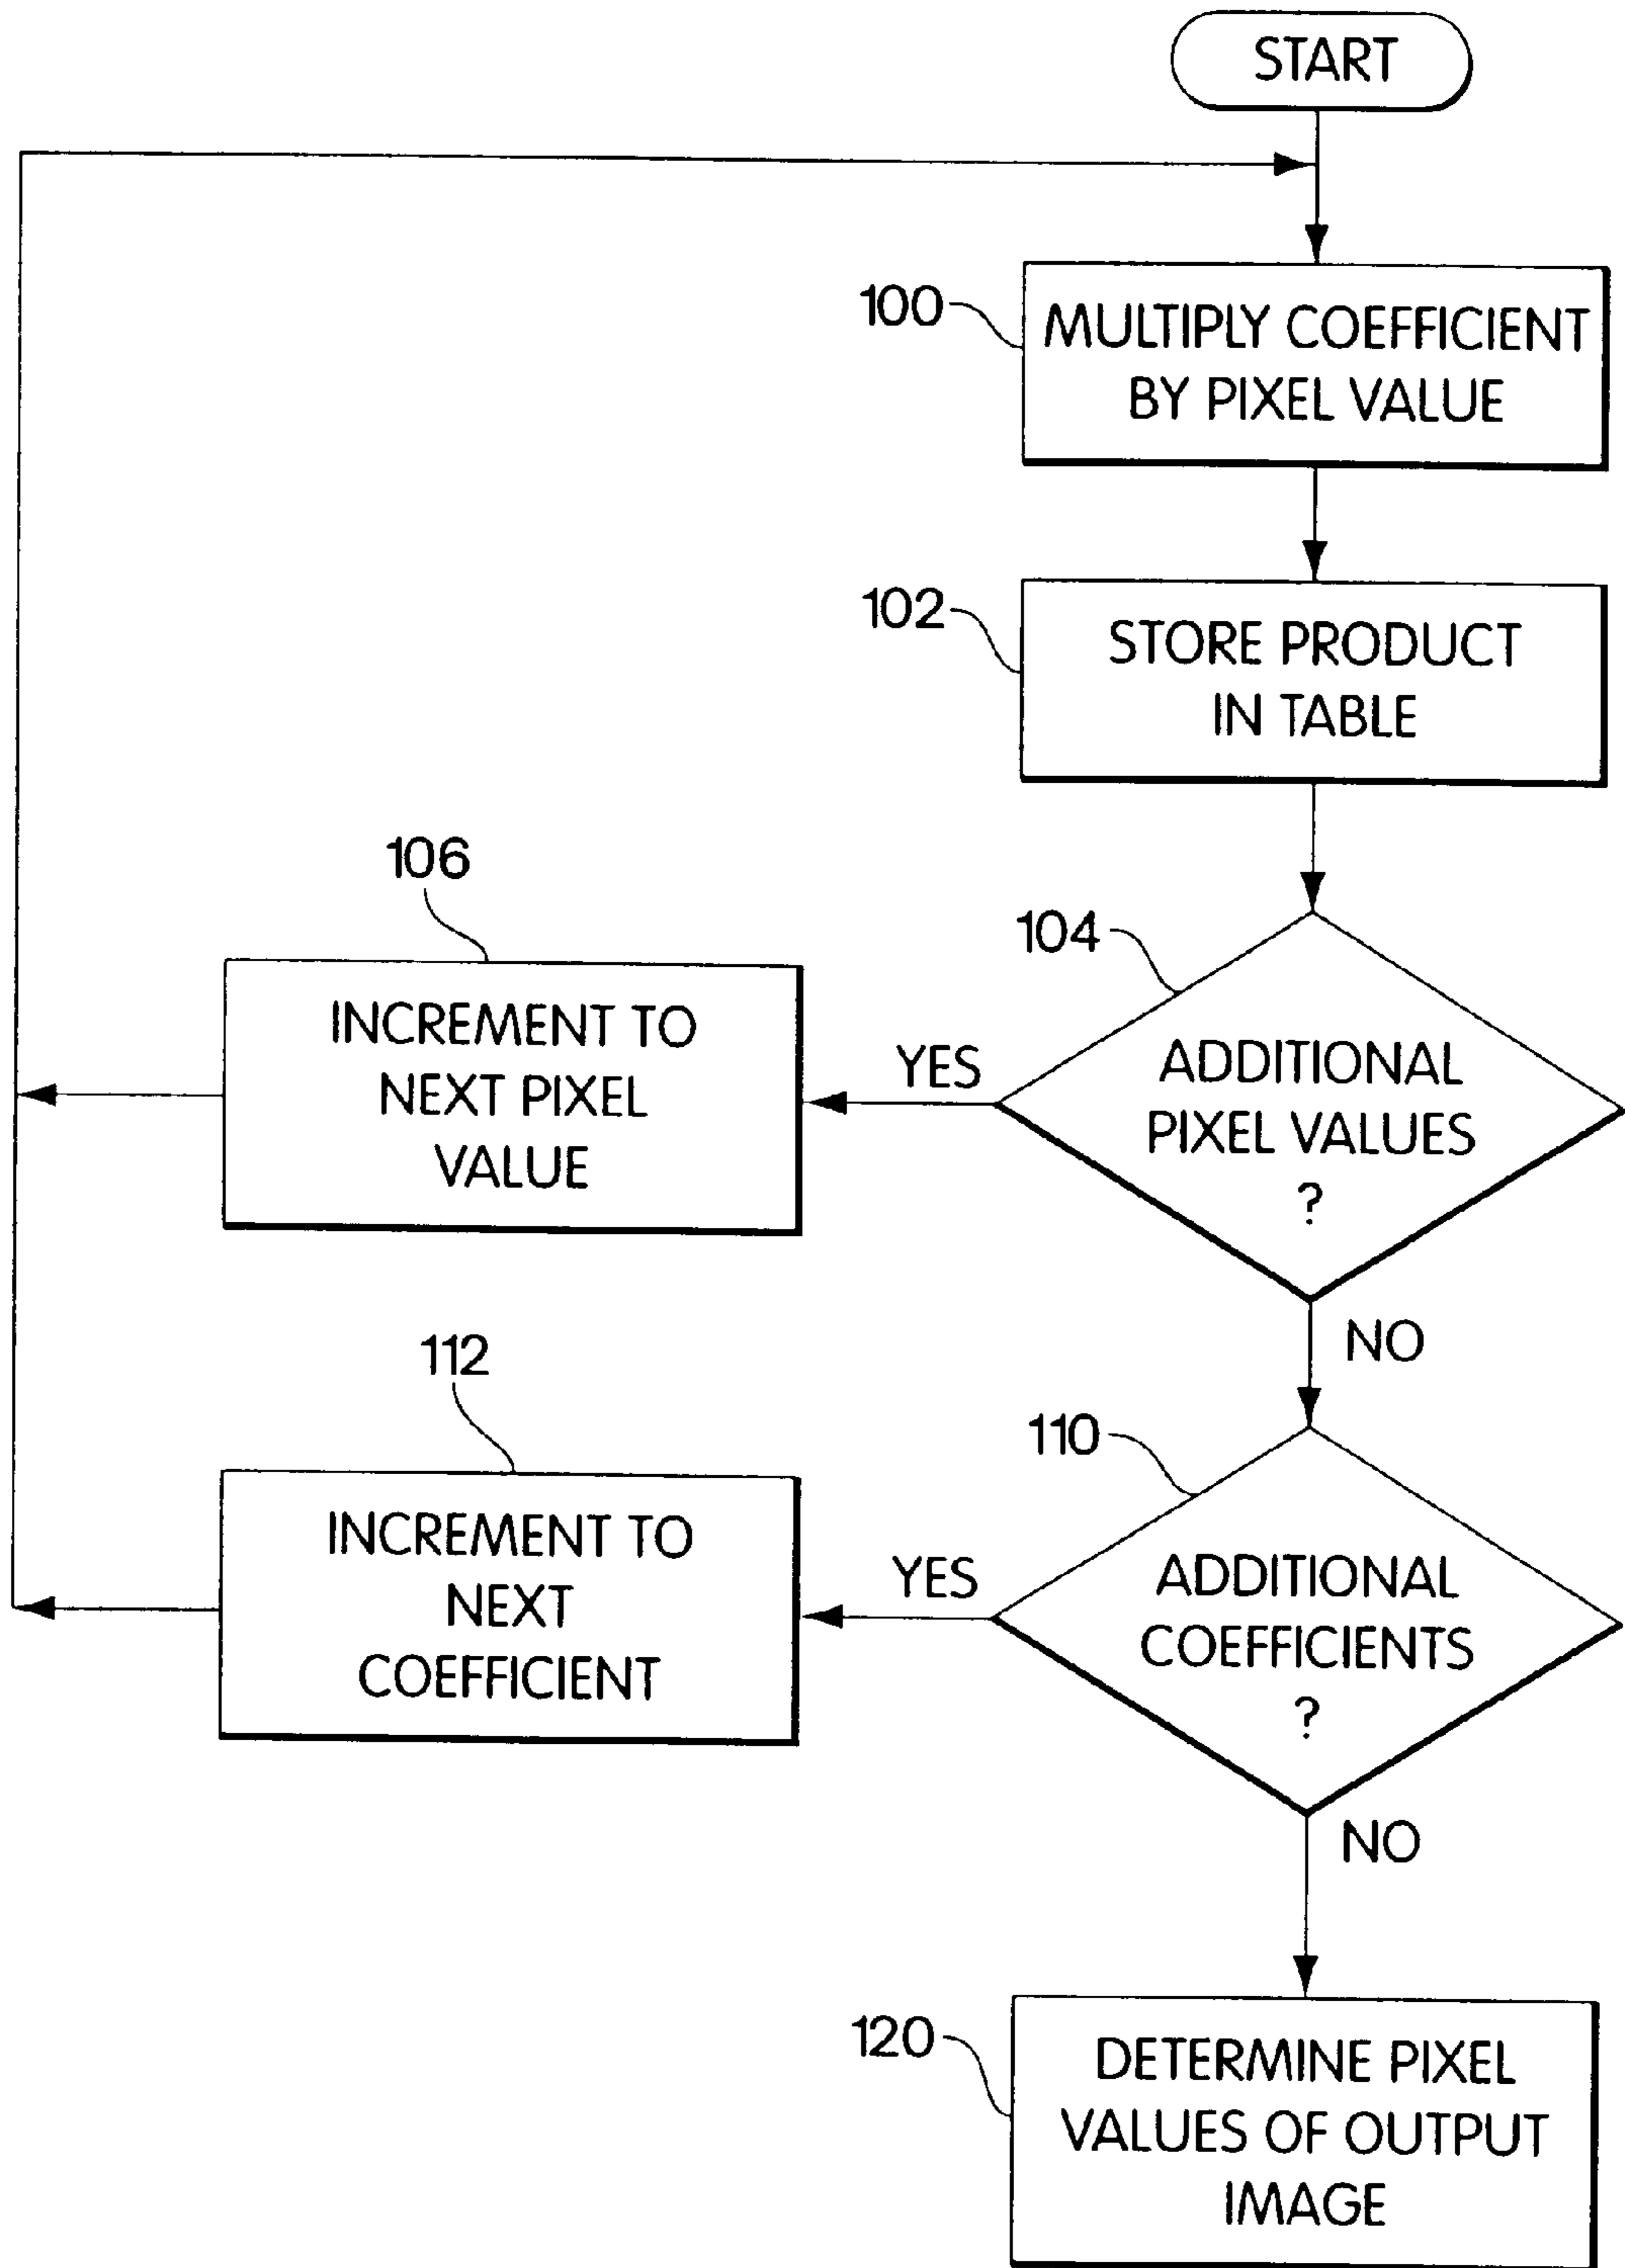 START
100
MULTIPLY COEFFICIENT
BY PIXEL VALUE
102
STORE PRODUCT
IN TABLE
104
ADDITIONAL
PIXEL VALUES
?
YES
106
INCREMENT TO
NEXT PIXEL
VALUE
NO
110
ADDITIONAL
COEFFICIENTS
?
YES
112
INCREMENT TO
NEXT
COEFFICIENT
NO
120
DETERMINE PIXEL
VALUES OF OUTPUT
IMAGE